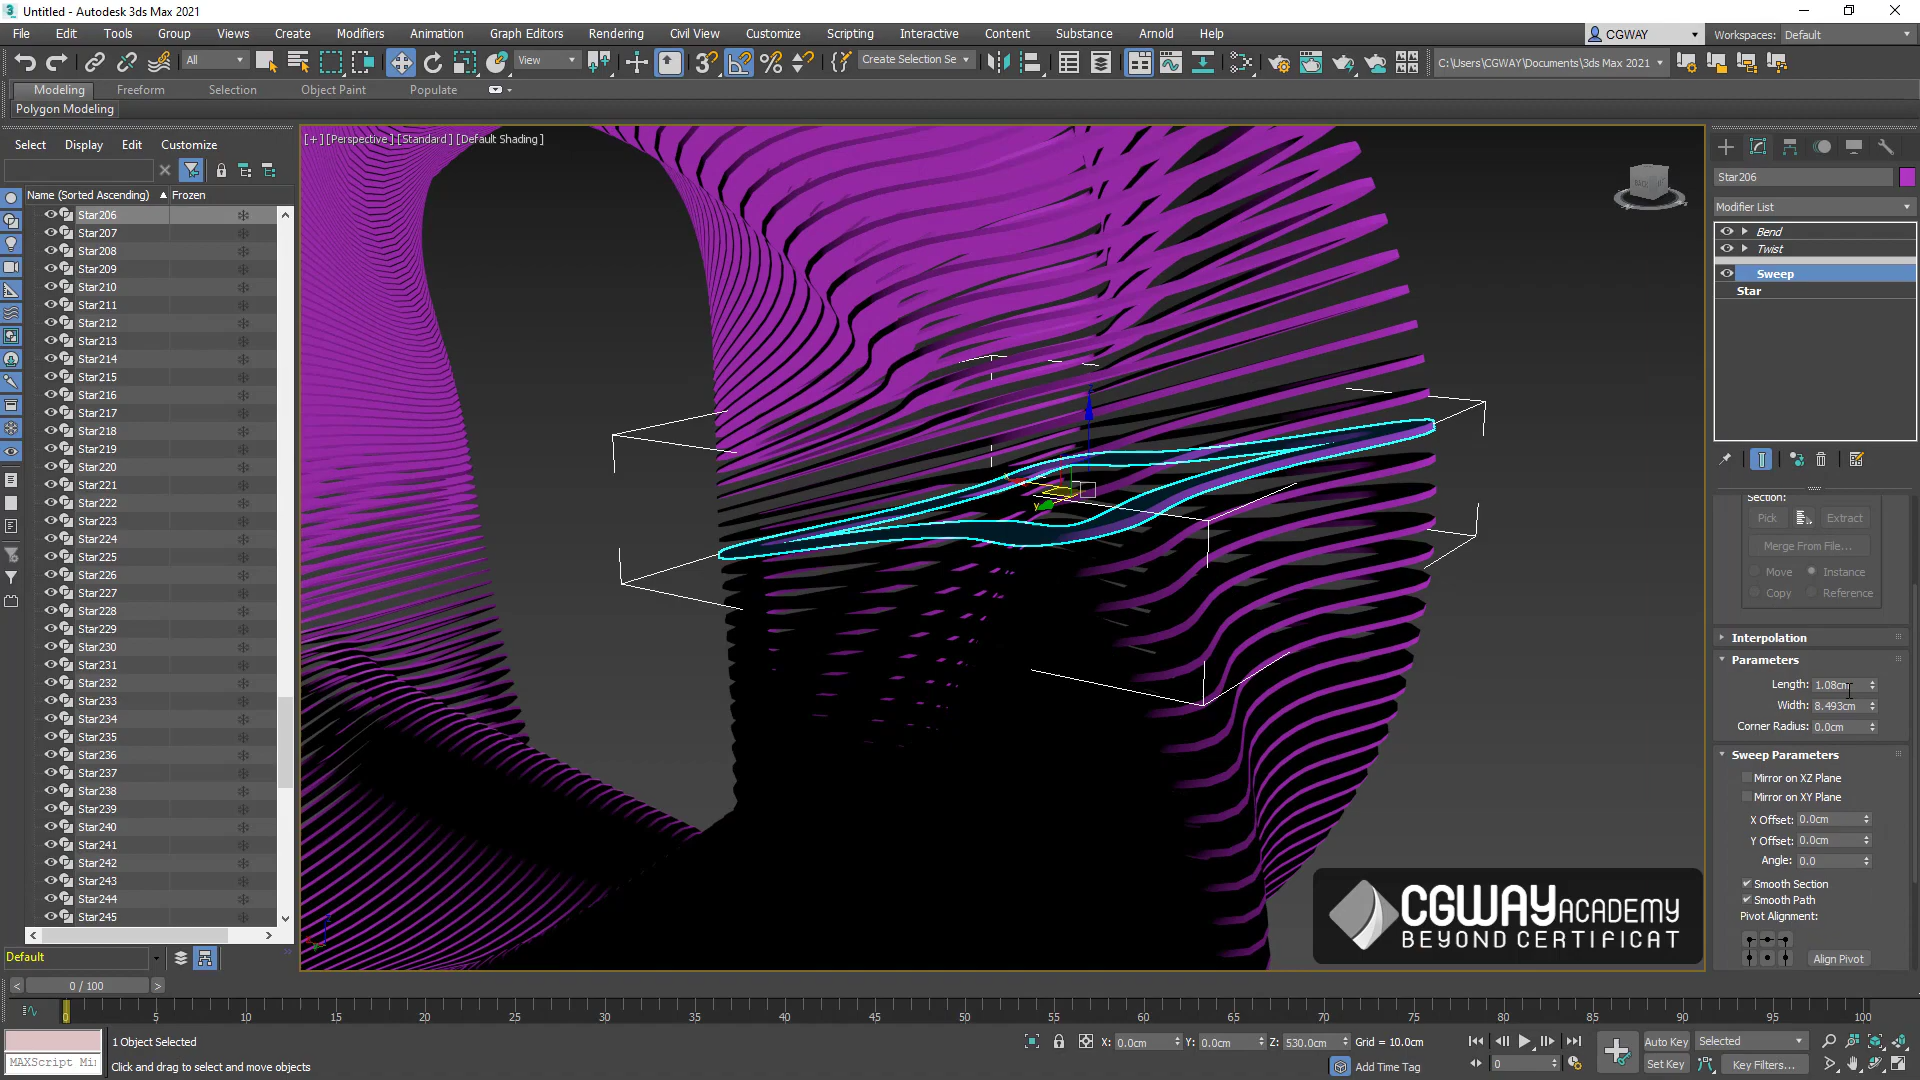 Untitled - Autodesk 3ds Max 2021
File Edit Tools Group Views Create Modifiers Animation Graph Editors Rendering Civil View Customize Scripting Interactive Content Substance Arnold Help
CGWAY Workspaces: Default
All View Create Selection Se C:\Users\CGWAY\Documents\3ds Max 2021
Modeling Freeform Selection Object Paint Populate
Polygon Modeling
Select Display Edit Customize
Name (Sorted Ascending) Frozen
Star206
Star207
Star208
Star209
Star210
Star211
Star212
Star213
Star214
Star215
Star216
Star217
Star218
Star219
Star220
Star221
Star222
Star223
Star224
Star225
Star226
Star227
Star228
Star229
Star230
Star231
Star232
Star233
Star234
Star235
Star236
Star237
Star238
Star239
Star240
Star241
Star242
Star243
Star244
Star245
Default
[+] [Perspective] [Standard] [Default Shading]
Star206
Modifier List
Bend
Twist
Sweep
Star
Section:
Pick Extract
Merge From File...
Move Instance
Copy Reference
Interpolation
Parameters
Length: 1.08cm
Width: 8.493cm
Corner Radius: 0.0cm
Sweep Parameters
Mirror on XZ Plane
Mirror on XY Plane
X Offset: 0.0cm
Y Offset: 0.0cm
Angle: 0.0
Smooth Section
Smooth Path
Pivot Alignment:
Align Pivot
CGWAY ACADEMY
BEYOND CERTIFICAT
0 / 100
0 5 10 15 20 25 30 35 40 45 50 55 60 65 70 75 80 85 90 95 100
1 Object Selected
MAXScript Mi
Click and drag to select and move objects
X: 0.0cm Y: 0.0cm Z: 530.0cm Grid = 10.0cm
Add Time Tag
0
Auto Key Selected
Set Key Key Filters...